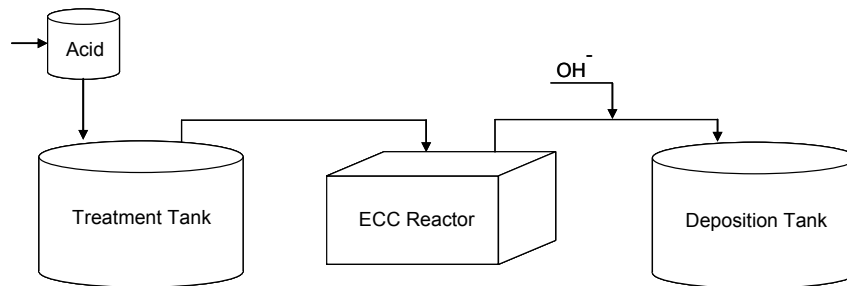 Acid
OH⁻
Treatment Tank
ECC Reactor
Deposition Tank